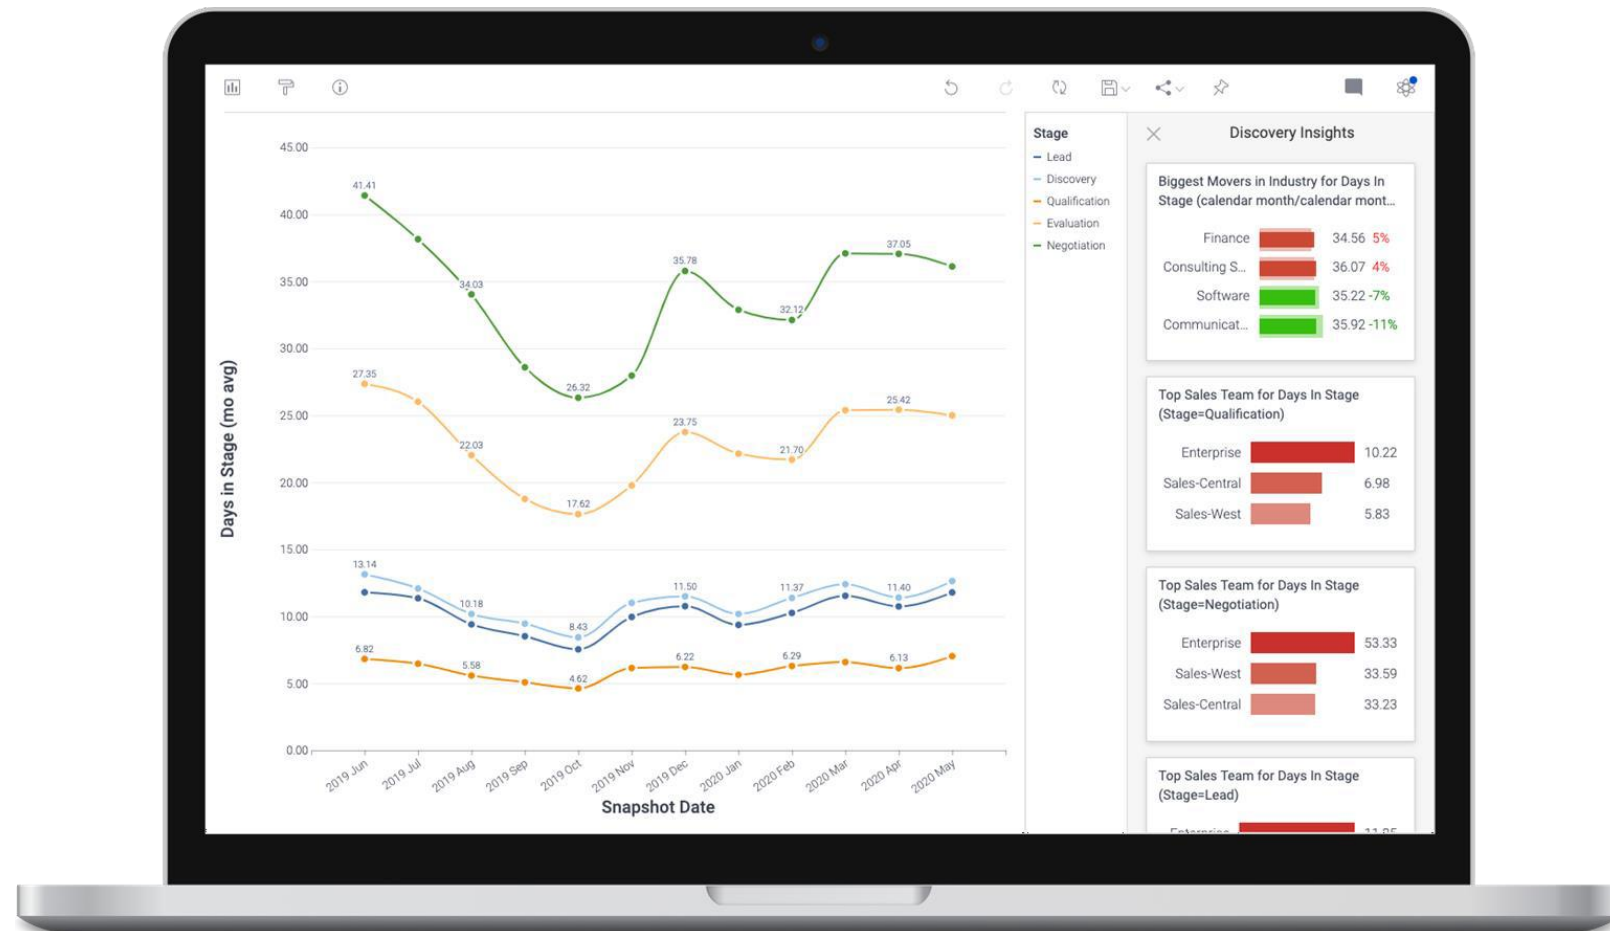 Stage
Lead
Discovery
Qualification
Evaluation
Negotiation
45.00
40.00
35.00
30.00
25.00
20.00
15.00
10.00
5.00
0.00
Days in Stage (mo avg)
41.41
34.03
26.32
35.78
32.12
37.05
27.35
22.03
17.62
23.75
21.70
25.42
13.14
10.18
8.43
11.50
11.37
11.40
6.82
5.58
4.62
6.22
6.29
6.13
2019 Jun
2019 Jul
2019 Aug
2019 Sep
2019 Oct
2019 Nov
2019 Dec
2020 Jan
2020 Feb
2020 Mar
2020 Apr
2020 May
Snapshot Date
Discovery Insights
Biggest Movers in Industry for Days In
Stage (calendar month/calendar mont...
Finance 34.56 5%
Consulting S... 36.07 4%
Software 35.22 -7%
Communicat... 35.92 -11%
Top Sales Team for Days In Stage
(Stage=Qualification)
Enterprise 10.22
Sales-Central 6.98
Sales-West 5.83
Top Sales Team for Days In Stage
(Stage=Negotiation)
Enterprise 53.33
Sales-West 33.59
Sales-Central 33.23
Top Sales Team for Days In Stage
(Stage=Lead)